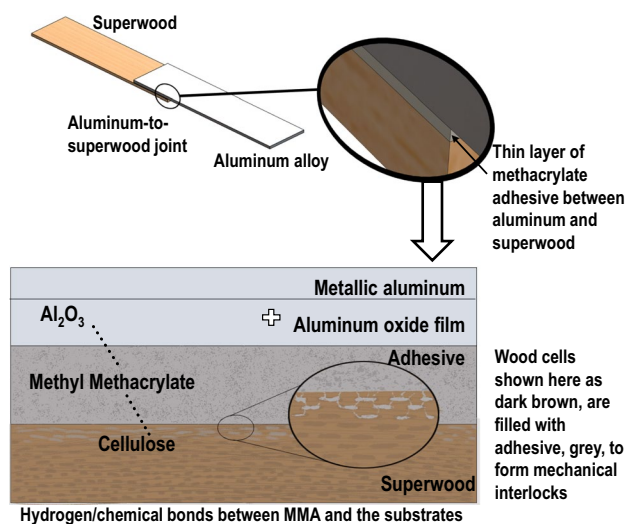 Superwood
Aluminum-to-
superwood joint
Aluminum alloy
Thin layer of
methacrylate
adhesive between
aluminum and
superwood
Metallic aluminum
Al₂O₃
Aluminum oxide film
Adhesive
Methyl Methacrylate
Cellulose
Superwood
Wood cells
shown here as
dark brown, are
filled with
adhesive, grey, to
form mechanical
interlocks
Hydrogen/chemical bonds between MMA and the substrates